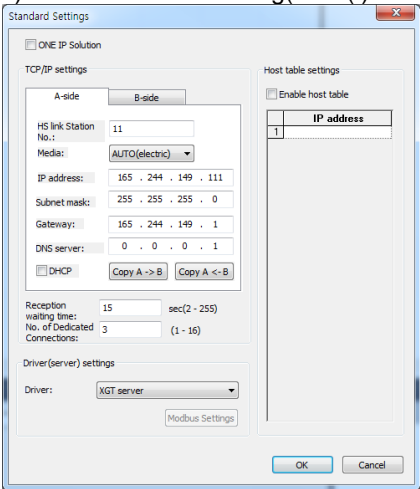 Standard Settings
ONE IP Solution
TCP/IP settings
A-side
B-side
HS link Station No.:
11
Media:
AUTO(electric)
IP address:
165 . 244 . 149 . 111
Subnet mask:
255 . 255 . 255 . 0
Gateway:
165 . 244 . 149 . 1
DNS server:
0 . 0 . 0 . 1
DHCP
Copy A -> B
Copy A <- B
Reception waiting time:
15
sec(2 - 255)
No. of Dedicated Connections:
3
(1 - 16)
Driver(server) settings
Driver:
XGT server
Modbus Settings
Host table settings
Enable host table
IP address
1
OK
Cancel